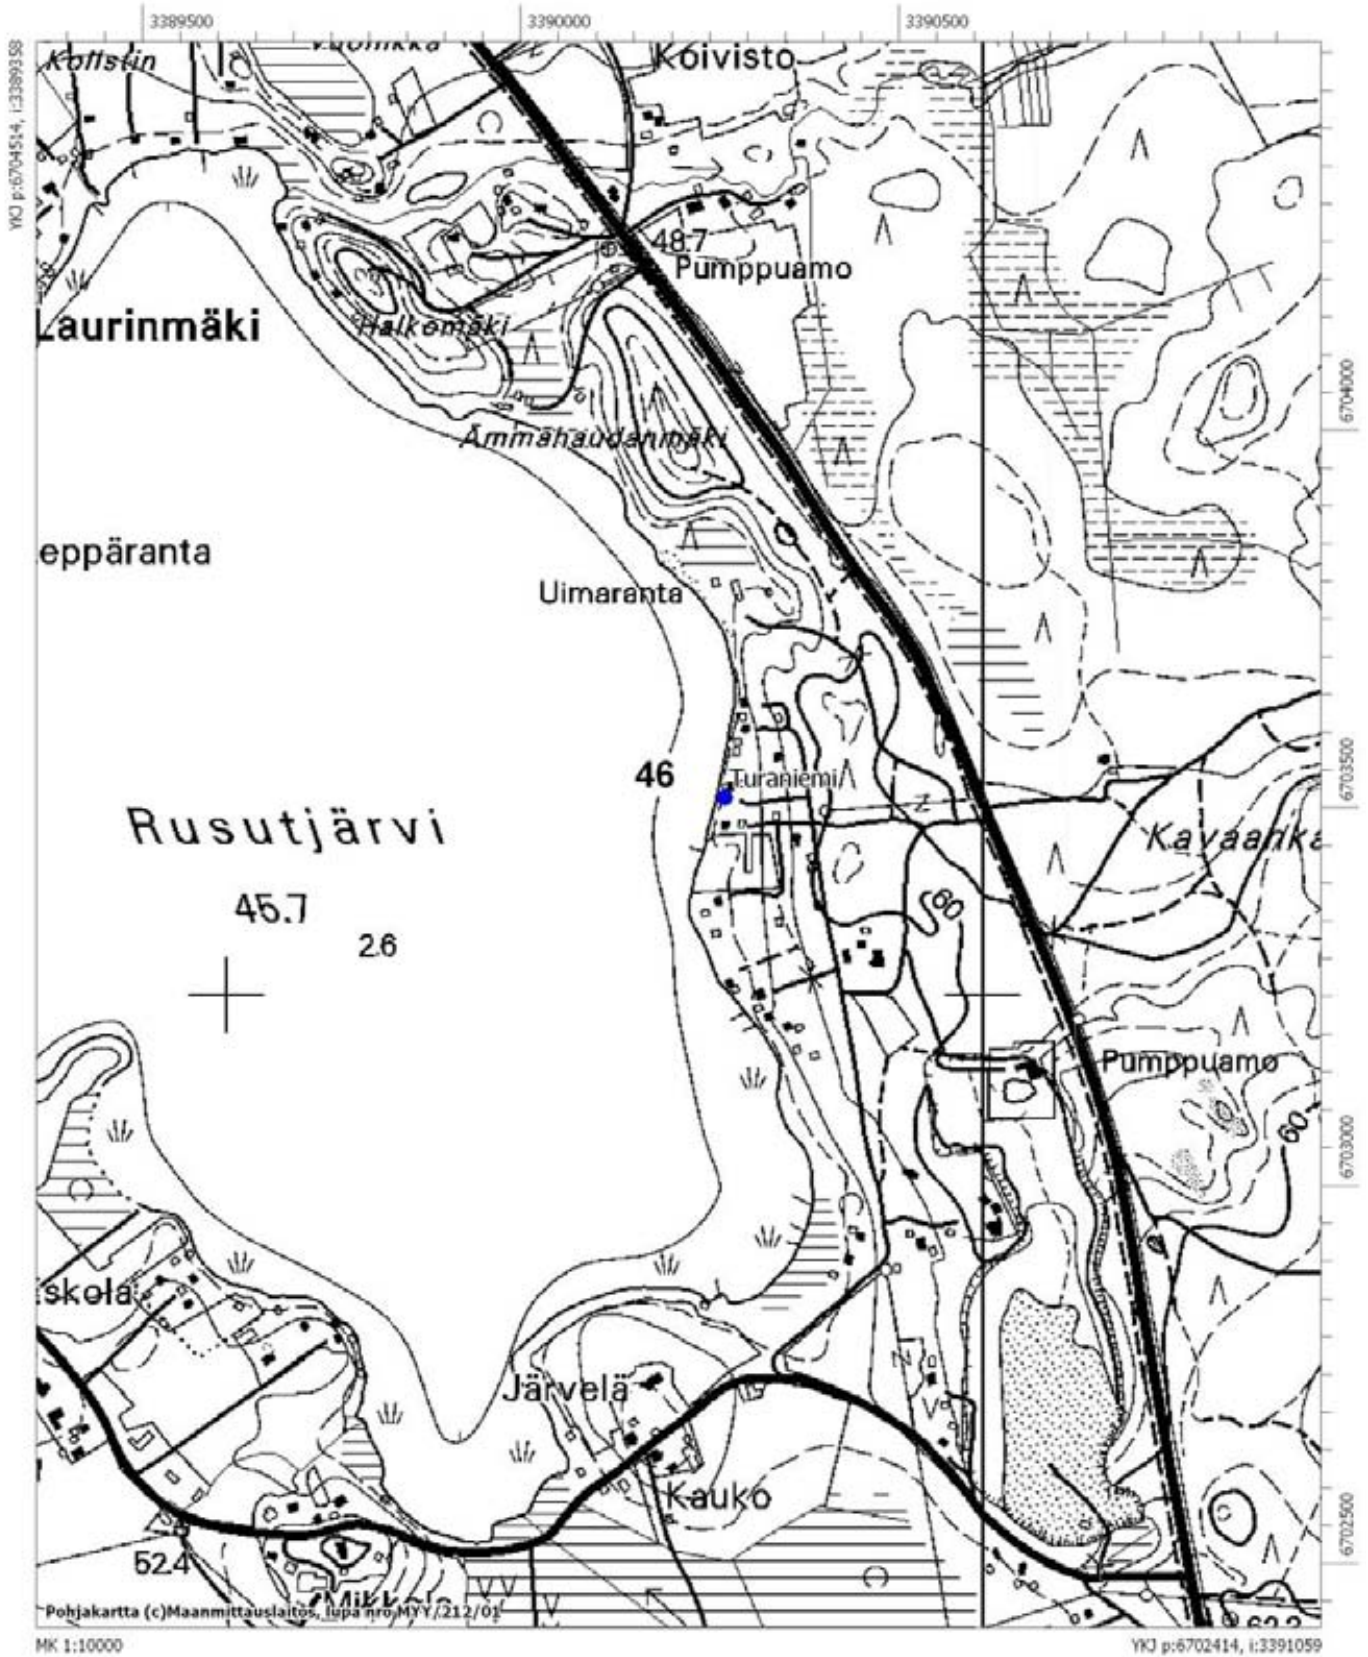 3389500
3390000
3390500
YKJ p:6704514, i:3389358
Koivisto
48.7
Pumppuamo
Laurinmäki
Halkomäki
6704000
Ämmähaudanmäki
eppäranta
Uimaranta
6703500
46
Turaniemi
Rusutjärvi
Kavaanka
45.7
60
2.6
Pumppuamo
60
6703000
skola
Järvelä
Kauko
6702500
52.4
Mikkola
Pohjakartta (c)Maanmittauslaitos, lupa nro MYY/212/01
MK 1:10000
YKJ p:6702414, i:3391059